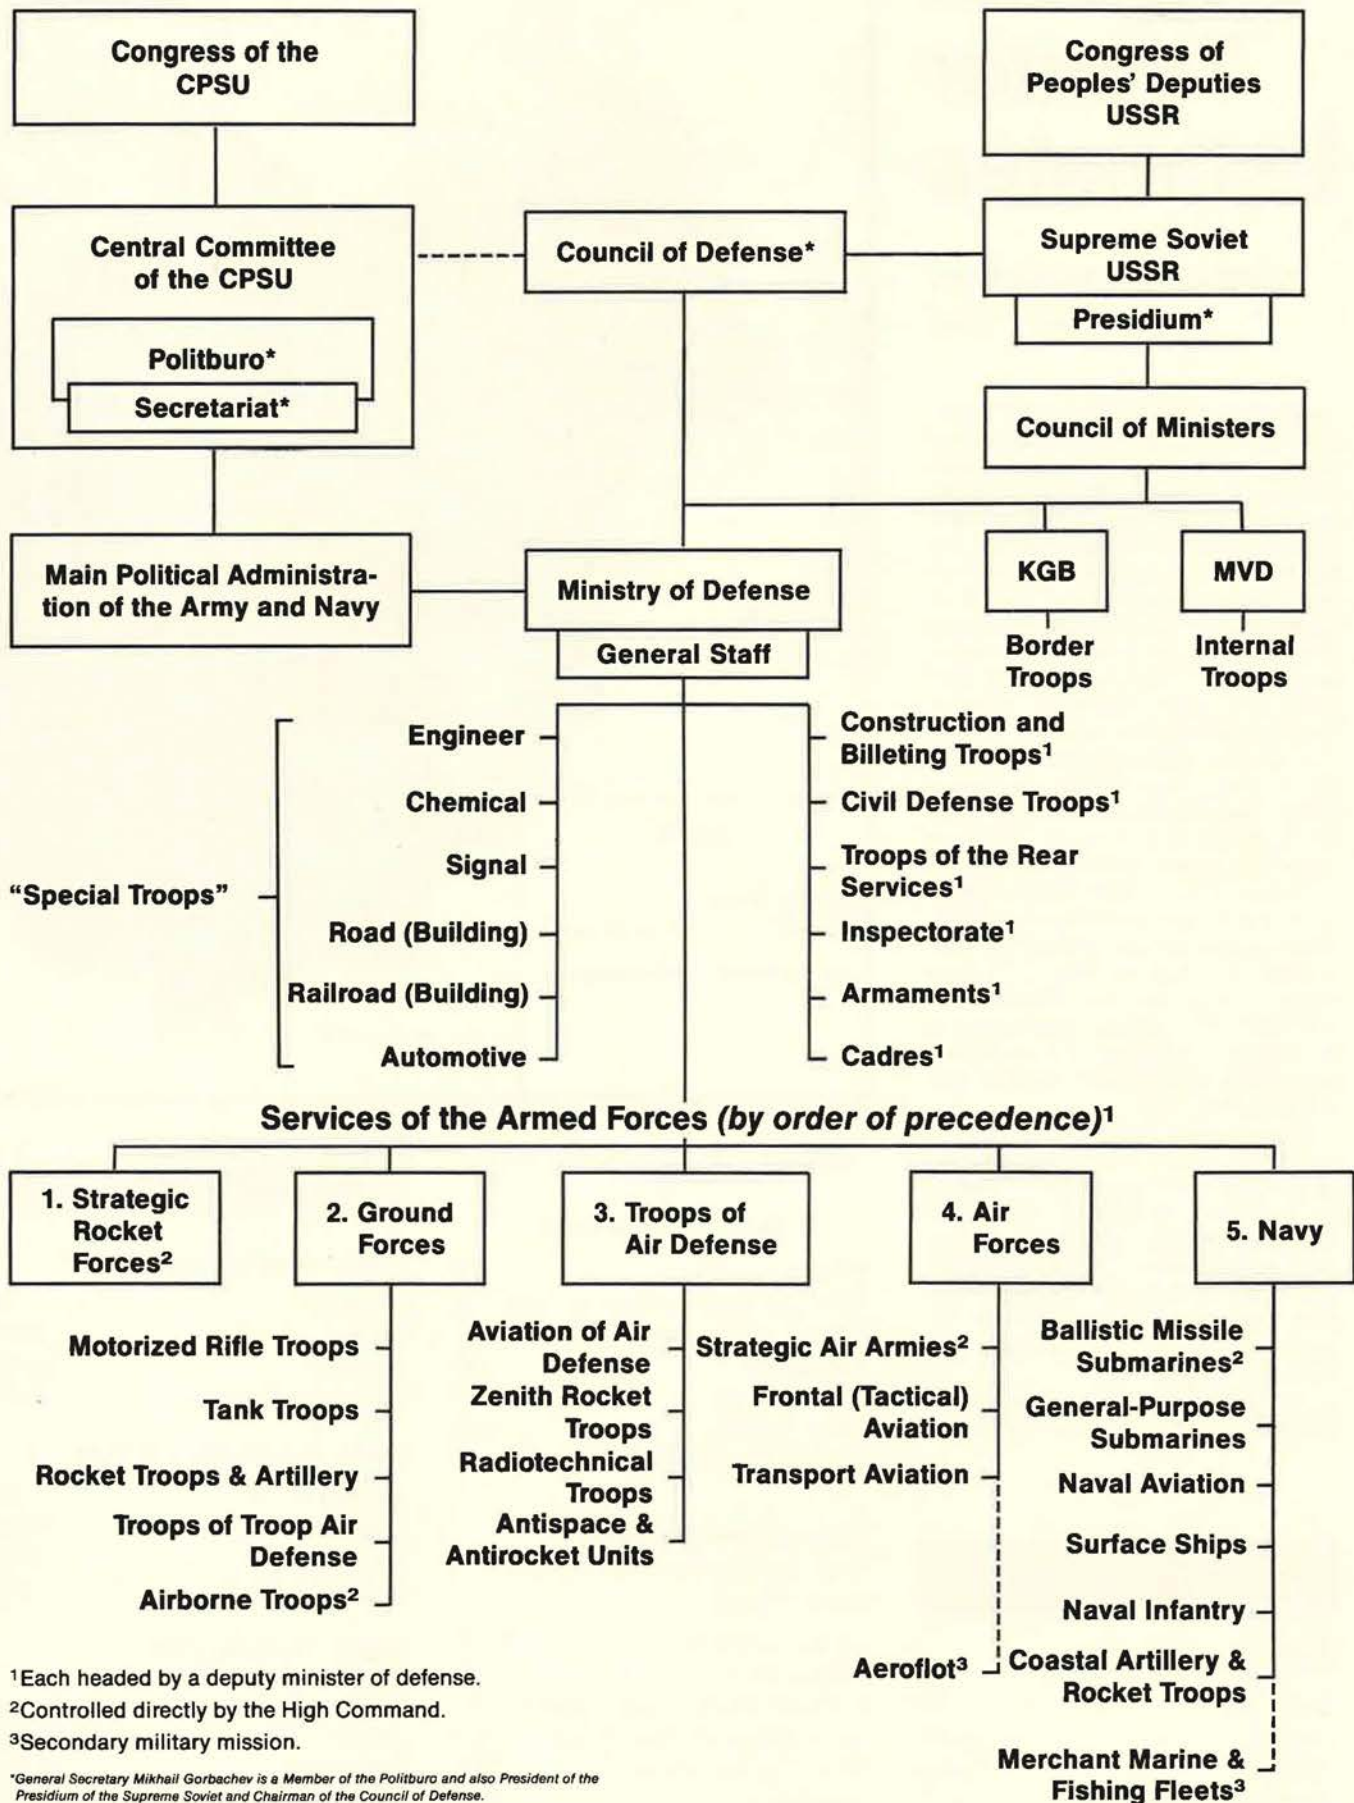 Congress of the
CPSU
Congress of
Peoples' Deputies
USSR
Central Committee
of the CPSU
Politburo*
Secretariat*
Council of Defense*
Supreme Soviet
USSR
Presidium*
Council of Ministers
Main Political Administra-
tion of the Army and Navy
Ministry of Defense
General Staff
KGB
Border
Troops
MVD
Internal
Troops
"Special Troops"
Engineer
Chemical
Signal
Road (Building)
Railroad (Building)
Automotive
Construction and
Billeting Troops¹
Civil Defense Troops¹
Troops of the Rear
Services¹
Inspectorate¹
Armaments¹
Cadres¹
Services of the Armed Forces (by order of precedence)¹
1. Strategic
Rocket
Forces²
2. Ground
Forces
Motorized Rifle Troops
Tank Troops
Rocket Troops & Artillery
Troops of Troop Air
Defense
Airborne Troops²
3. Troops of
Air Defense
Aviation of Air
Defense
Zenith Rocket
Troops
Radiotechnical
Troops
Antispace &
Antirocket Units
4. Air
Forces
Strategic Air Armies²
Frontal (Tactical)
Aviation
Transport Aviation
Aeroflot³
5. Navy
Ballistic Missile
Submarines²
General-Purpose
Submarines
Naval Aviation
Surface Ships
Naval Infantry
Coastal Artillery &
Rocket Troops
Merchant Marine &
Fishing Fleets³
¹Each headed by a deputy minister of defense.
²Controlled directly by the High Command.
³Secondary military mission.
*General Secretary Mikhail Gorbachev is a Member of the Politburo and also President of the
Presidium of the Supreme Soviet and Chairman of the Council of Defense.